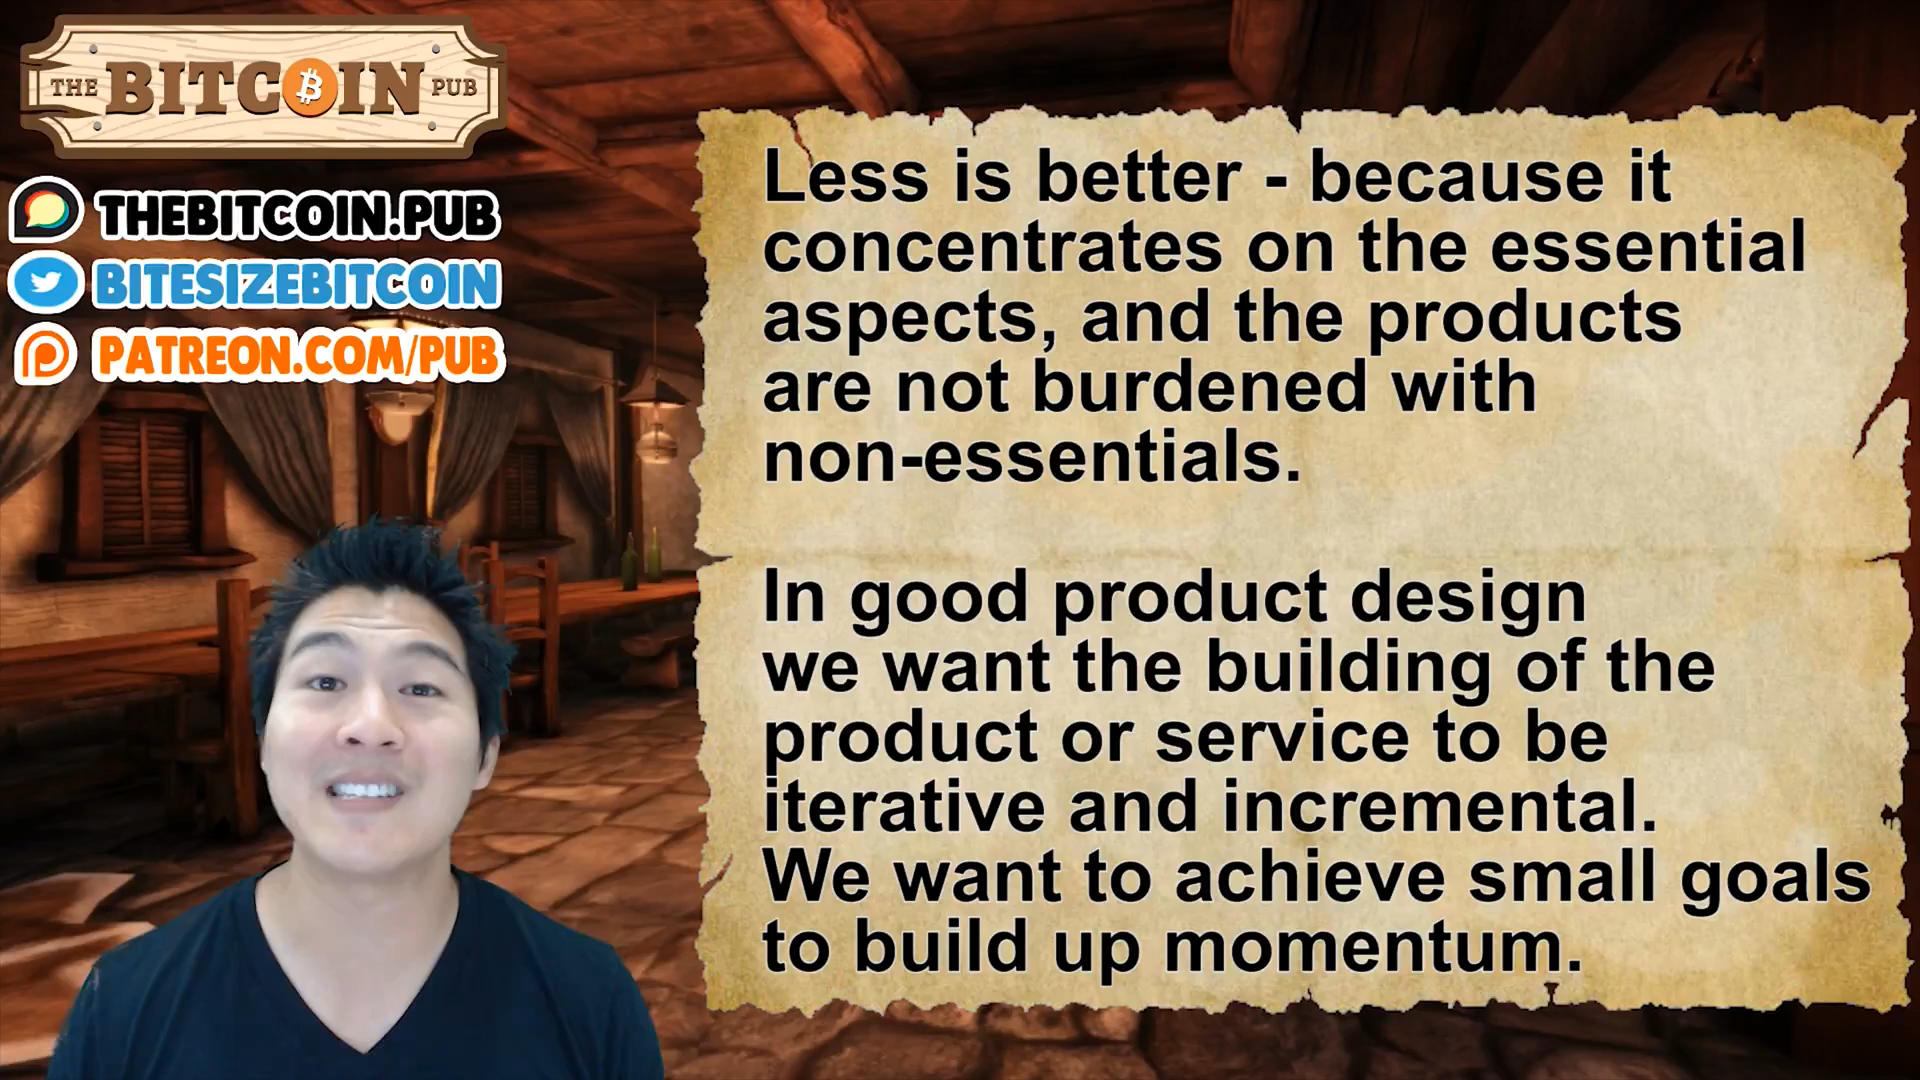 THE BITCOIN PUB
THEBITCOIN.PUB
BITESIZEBITCOIN
PATREON.COM/PUB
Less is better - because it
concentrates on the essential
aspects, and the products
are not burdened with
non-essentials.
In good product design
we want the building of the
product or service to be
iterative and incremental.
We want to achieve small goals
to build up momentum.